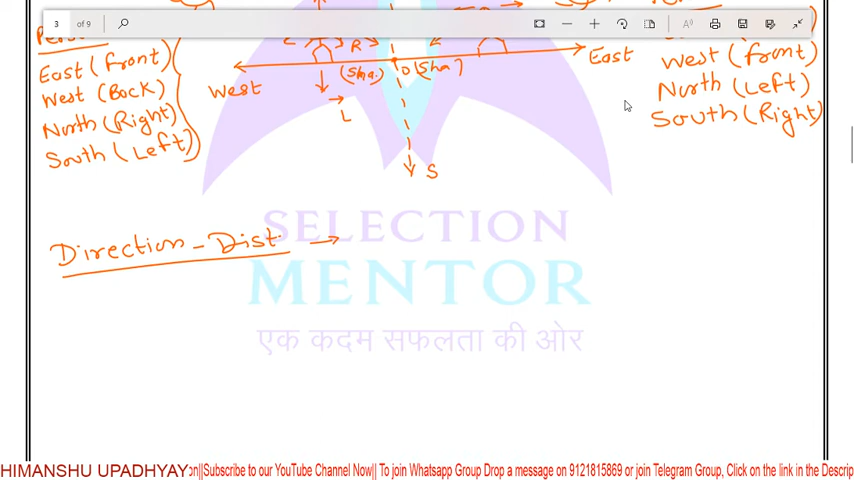 3 of 9
East (Front)
West (Back)
North (Right)
South (Left)
R
West
(Sha.) O (Sha)
East
L
S
West (Front)
North (Left)
South (Right)
Direction - Dist →
SELECTION
MENTOR
एक कदम सफलता की ओर
HIMANSHU UPADHYAY on||Subscribe to our YouTube Channel Now|| To join Whatsapp Group Drop a message on 9121815869 or join Telegram Group, Click on the link in the Descrip